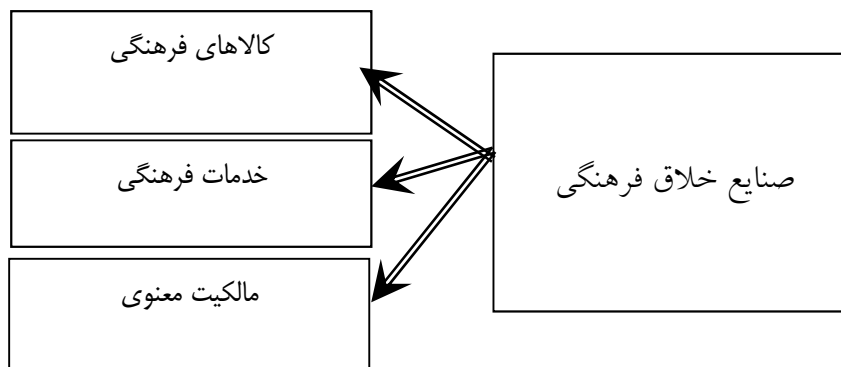 صنایع خلاق فرهنگی
کالاهای فرهنگی
خدمات فرهنگی
مالکیت معنوی